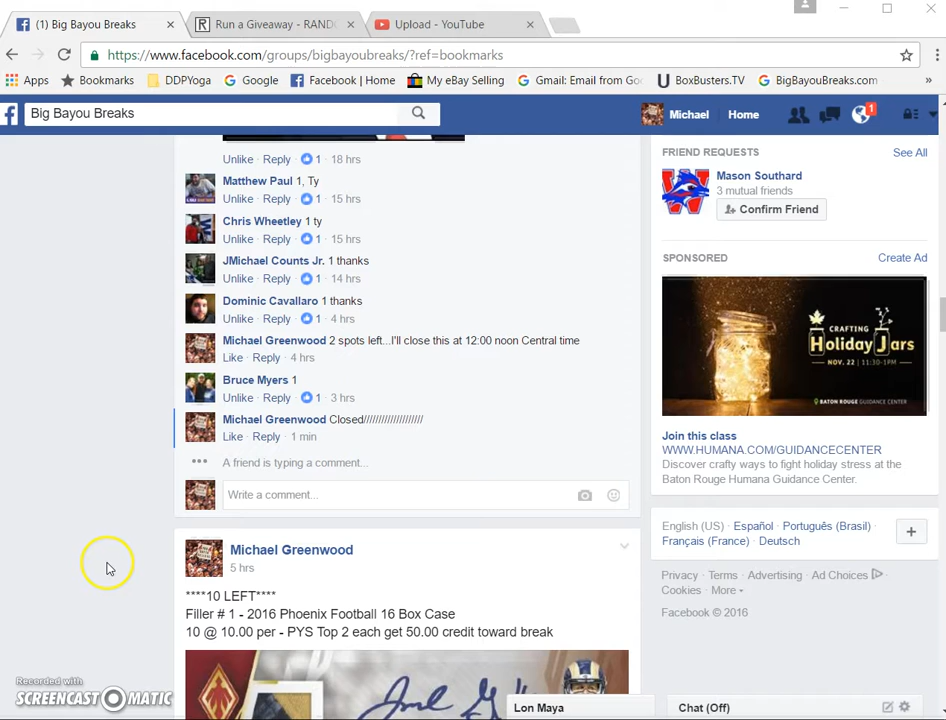 (1) Big Bayou Breaks
Run a Giveaway - RAND
Upload - YouTube
https://www.facebook.com/groups/bigbayoubreaks/?ref=bookmarks
Apps
Bookmarks
DDPYoga
Google
Facebook | Home
My eBay Selling
Gmail: Email from Go
BoxBusters.TV
BigBayouBreaks.com
»
Big Bayou Breaks
Michael
Home
1
Unlike · Reply · 1 · 18 hrs
Matthew Paul 1, Ty
Unlike · Reply · 1 · 15 hrs
Chris Wheetley 1 ty
Unlike · Reply · 1 · 15 hrs
JMichael Counts Jr. 1 thanks
Unlike · Reply · 1 · 14 hrs
Dominic Cavallaro 1 thanks
Unlike · Reply · 1 · 4 hrs
Michael Greenwood 2 spots left...I'll close this at 12:00 noon Central time
Like · Reply · 4 hrs
Bruce Myers 1
Unlike · Reply · 1 · 3 hrs
Michael Greenwood Closed////////////////////
Like · Reply · 1 min
A friend is typing a comment...
Write a comment...
Michael Greenwood
5 hrs
****10 LEFT****
Filler # 1 - 2016 Phoenix Football 16 Box Case
10 @ 10.00 per - PYS Top 2 each get 50.00 credit toward break
FRIEND REQUESTS
See All
Mason Southard
3 mutual friends
Confirm Friend
SPONSORED
Create Ad
CRAFTING
Holiday Jars
NOV. 22 | 11:30-1:30PM
BATON ROUGE GUIDANCE CENTER
Join this class
WWW.HUMANA.COM/GUIDANCECENTER
Discover crafty ways to fight holiday stress at the
Baton Rouge Humana Guidance Center.
English (US) · Español · Português (Brasil) ·
Français (France) · Deutsch
Privacy · Terms · Advertising · Ad Choices
Cookies · More
Facebook © 2016
Lon Maya
Chat (Off)
Recorded with
SCREENCAST-O-MATIC